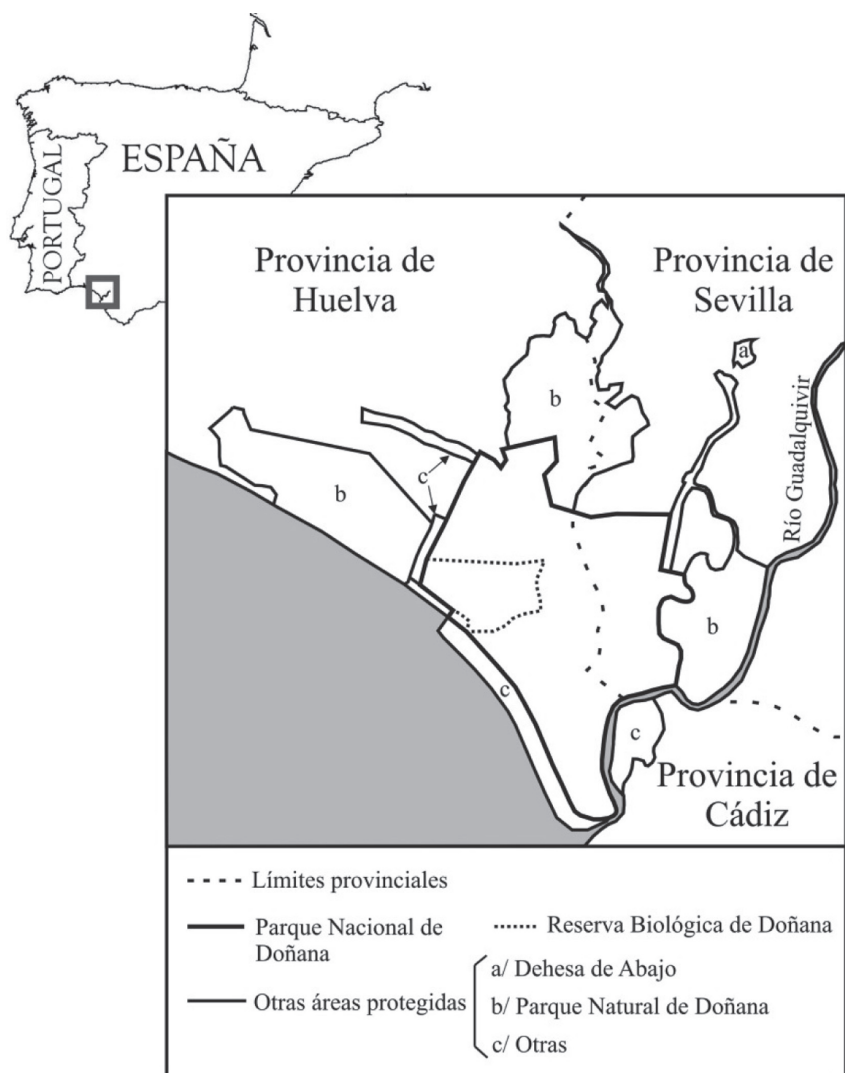 ESPAÑA
PORTUGAL
Provincia de
Huelva
Provincia de
Sevilla
a
b
Río Guadalquivir
c
b
b
c
c
Provincia de
Cádiz
Límites provinciales
Parque Nacional de
Doñana
Reserva Biológica de Doñana
Otras áreas protegidas
a/ Dehesa de Abajo
b/ Parque Natural de Doñana
c/ Otras